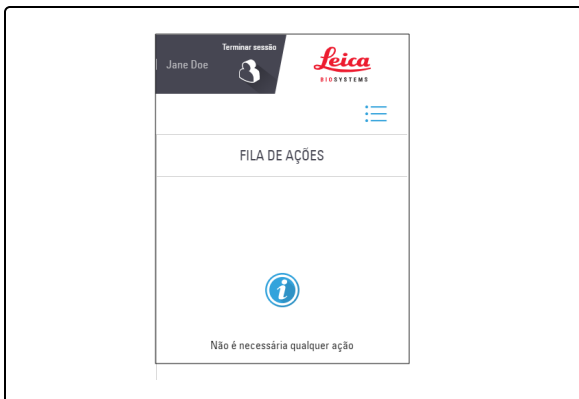 Terminar sessão
Jane Doe
Leica
BIOSYSTEMS
FILA DE AÇÕES
Não é necessária qualquer ação